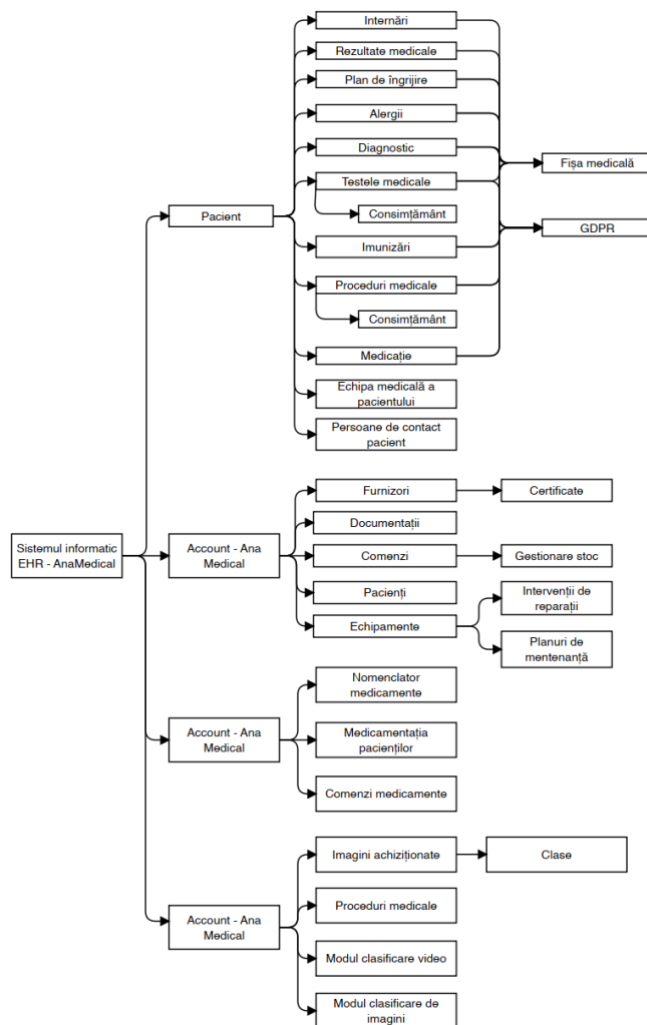 Internări
Rezultate medicale
Plan de îngrijire
Alergii
Diagnostic
Fișa medicală
Testele medicale
Pacient
Consimțământ
GDPR
Imunizări
Proceduri medicale
Consimțământ
Medicație
Echipa medicală a
pacientului
Persoane de contact
pacient
Furnizori
Certificate
Documentații
Sistemul informatic
EHR - AnaMedical
Account - Ana
Medical
Comenzi
Gestionare stoc
Pacienți
Intervenții de
reparații
Echipamente
Planuri de
mentenanță
Nomenclator
medicamente
Account - Ana
Medical
Medicamentația
pacienților
Comenzi medicamente
Imagini achiziționate
Clase
Account - Ana
Medical
Proceduri medicale
Modul clasificare video
Modul clasificare de
imagini